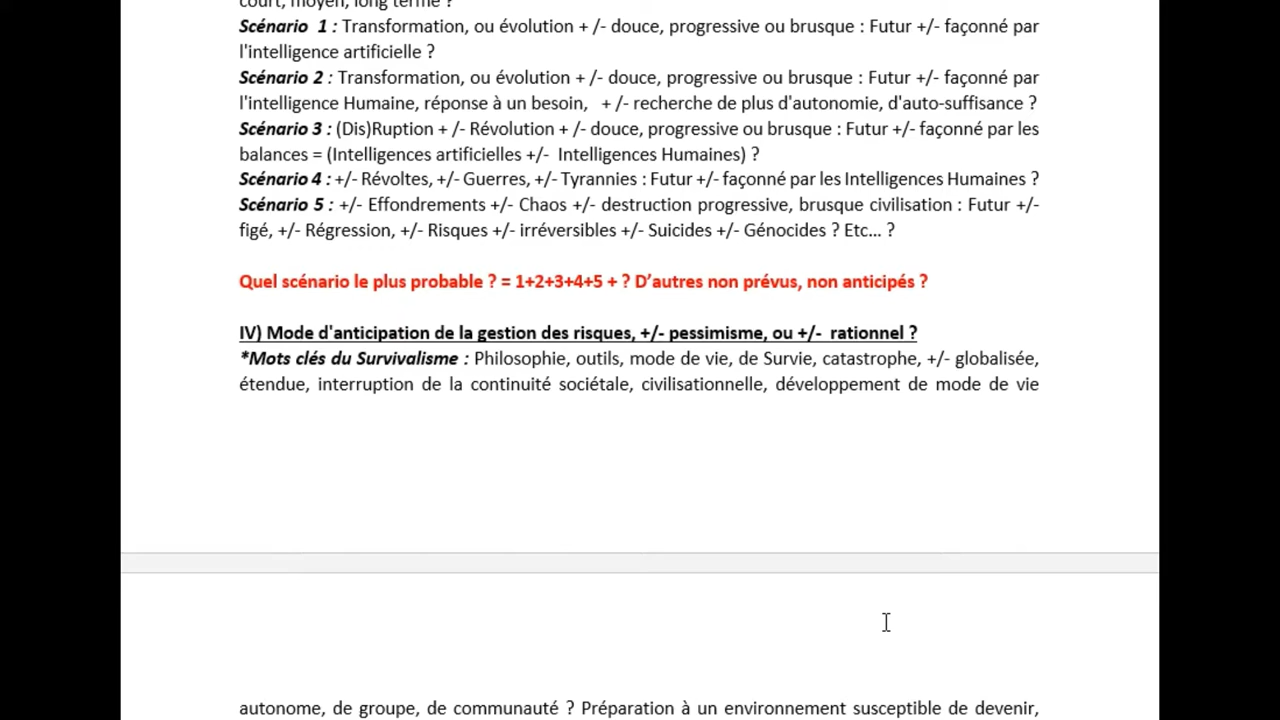 court, moyen, long terme ?
Scénario 1 : Transformation, ou évolution + /- douce, progressive ou brusque : Futur +/- façonné par
l'intelligence artificielle ?
Scénario 2 : Transformation, ou évolution + /- douce, progressive ou brusque : Futur +/- façonné par
l'intelligence Humaine, réponse à un besoin, + /- recherche de plus d'autonomie, d'auto-suffisance ?
Scénario 3 : (Dis)Ruption + /- Révolution + /- douce, progressive ou brusque : Futur +/- façonné par les
balances = (Intelligences artificielles +/- Intelligences Humaines) ?
Scénario 4 : +/- Révoltes, +/- Guerres, +/- Tyrannies : Futur +/- façonné par les Intelligences Humaines ?
Scénario 5 : +/- Effondrements +/- Chaos +/- destruction progressive, brusque civilisation : Futur +/-
figé, +/- Régression, +/- Risques +/- irréversibles +/- Suicides +/- Génocides ? Etc... ?
Quel scénario le plus probable ? = 1+2+3+4+5 + ? D’autres non prévus, non anticipés ?
IV) Mode d'anticipation de la gestion des risques, +/- pessimisme, ou +/- rationnel ?
*Mots clés du Survivalisme : Philosophie, outils, mode de vie, de Survie, catastrophe, +/- globalisée,
étendue, interruption de la continuité sociétale, civilisationnelle, développement de mode de vie
autonome, de groupe, de communauté ? Préparation à un environnement susceptible de devenir,